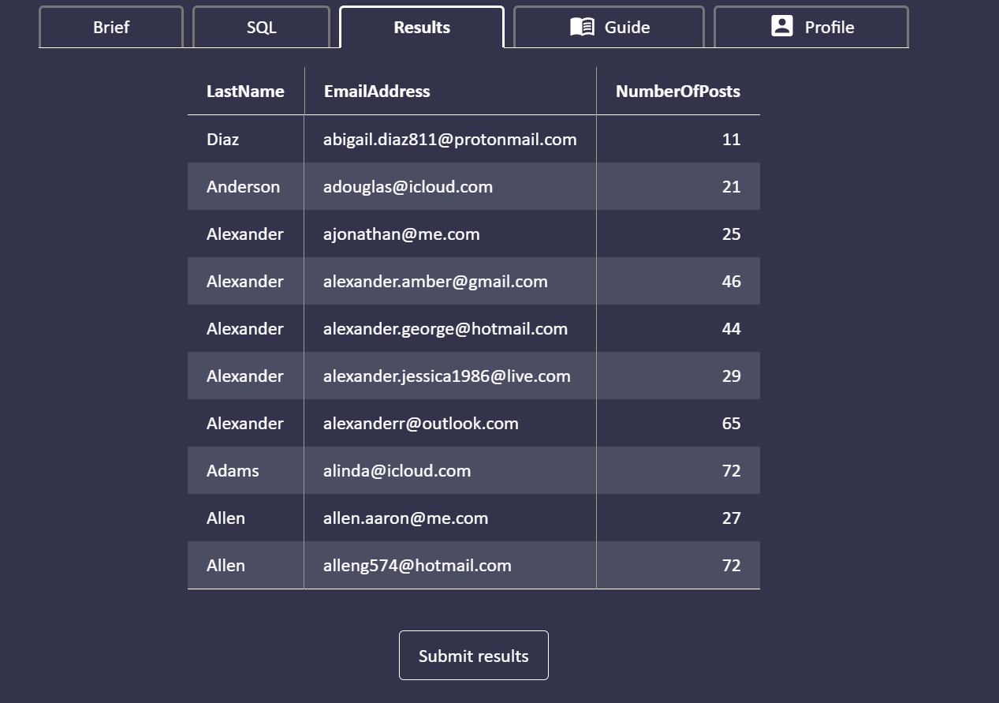 Brief SQL Results Guide Profile
LastName EmailAddress NumberOfPosts
Diaz abigail.diaz811@protonmail.com 11
Anderson adouglas@icloud.com 21
Alexander ajonathan@me.com 25
Alexander alexander.amber@gmail.com 46
Alexander alexander.george@hotmail.com 44
Alexander alexander.jessica1986@live.com 29
Alexander alexanderr@outlook.com 65
Adams alinda@icloud.com 72
Allen allen.aaron@me.com 27
Allen alleng574@hotmail.com 72
Submit results